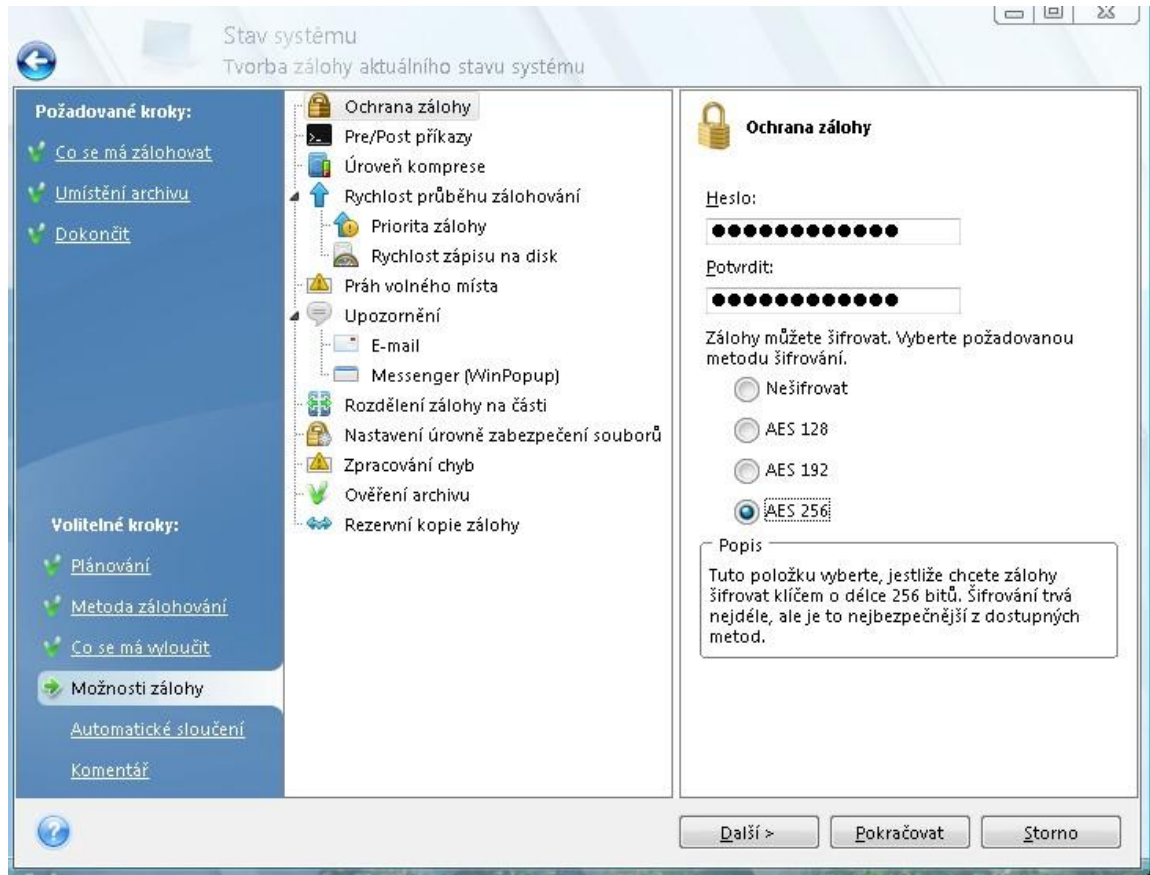 Stav systému
Tvorba zálohy aktuálního stavu systému
Požadované kroky:
Co se má zálohovat
Umístění archivu
Dokončit
Volitelné kroky:
Plánování
Metoda zálohování
Co se má vyloučit
Možnosti zálohy
Automatické sloučení
Komentář
Ochrana zálohy
Pre/Post příkazy
Úroveň komprese
Rychlost průběhu zálohování
Priorita zálohy
Rychlost zápisu na disk
Práh volného místa
Upozornění
E-mail
Messenger (WinPopup)
Rozdělení zálohy na části
Nastavení úrovně zabezpečení souborů
Zpracování chyb
Ověření archivu
Rezervní kopie zálohy
Ochrana zálohy
Heslo:
●●●●●●●●●●●●
Potvrdit:
●●●●●●●●●●●●
Zálohy můžete šifrovat. Vyberte požadovanou
metodu šifrování.
Nešifrovat
AES 128
AES 192
AES 256
Popis
Tuto položku vyberte, jestliže chcete zálohy
šifrovat klíčem o délce 256 bitů. Šifrování trvá
nejdéle, ale je to nejbezpečnější z dostupných
metod.
Další >
Pokračovat
Storno